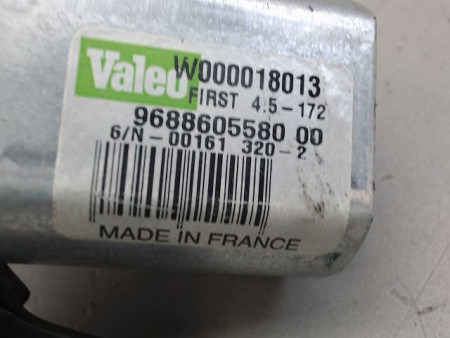 Valeo W000018013
FIRST 4.5-172
9688605580 00
6/N-00161 320-2
MADE IN FRANCE